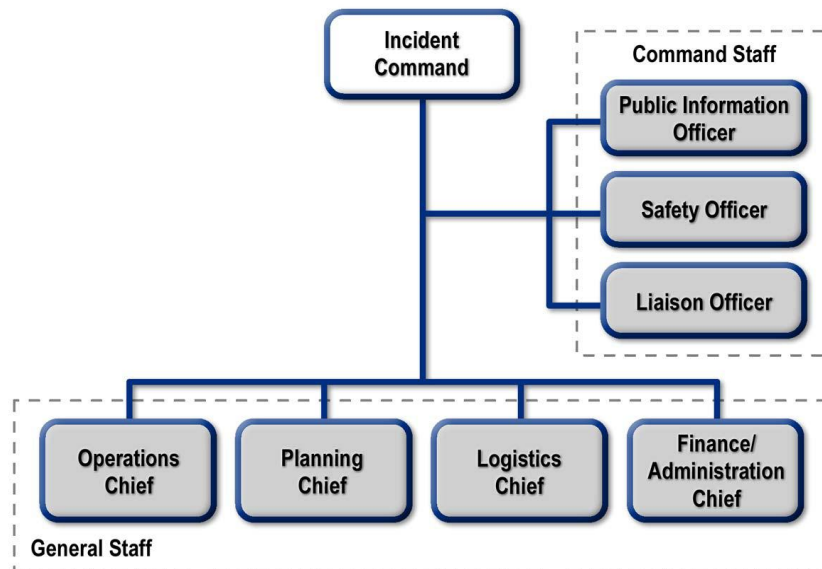 Incident
Command
Command Staff
Public Information
Officer
Safety Officer
Liaison Officer
Operations
Chief
Planning
Chief
Logistics
Chief
Finance/
Administration
Chief
General Staff